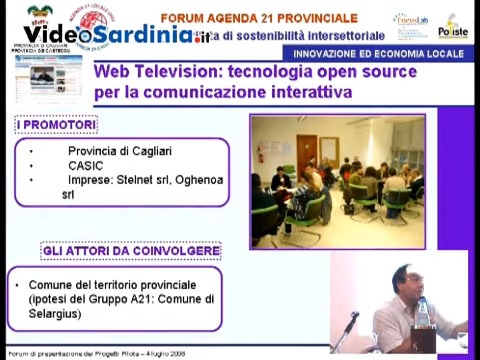 FORUM AGENDA 21 PROVINCIALE
VideoSardinia.it
ta di sostenibilità intersettoriale
PROVINCIA DI CAGLIARI
INNOVAZIONE ED ECONOMIA LOCALE
Web Television: tecnologia open source
per la comunicazione interattiva
I PROMOTORI
• Provincia di Cagliari
• CASIC
• Imprese: Stelnet srl, Oghenoa
srl
GLI ATTORI DA COINVOLGERE
• Comune del territorio provinciale
(ipotesi del Gruppo A21: Comune di
Selargius)
Forum di presentazione dei Progetti Pilota – 4 luglio 2008